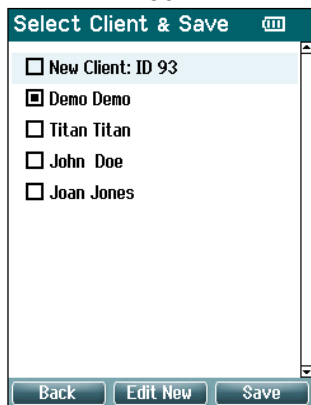 Select Client & Save
New Client: ID 93
Demo Demo
Titan Titan
John Doe
Joan Jones
Back
Edit New
Save